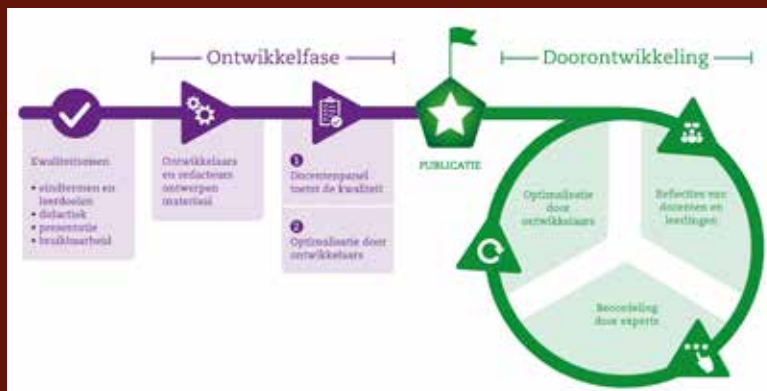 Ontwikkelfase
Doorontwikkeling
Kwaliteitseisen
• eindtermen en
leerdoelen
• didactiek
• presentatie
• bruikbaarheid
Ontwikkelaars
en redacteurs
ontwerpen
materiaal
1
Docentenpanel
toetst de kwaliteit
2
Optimalisatie door
ontwikkelaars
PUBLICATIE
Optimalisatie
door
ontwikkelaars
Reflecties van
docenten en
leerlingen
Beoordeling
door experts